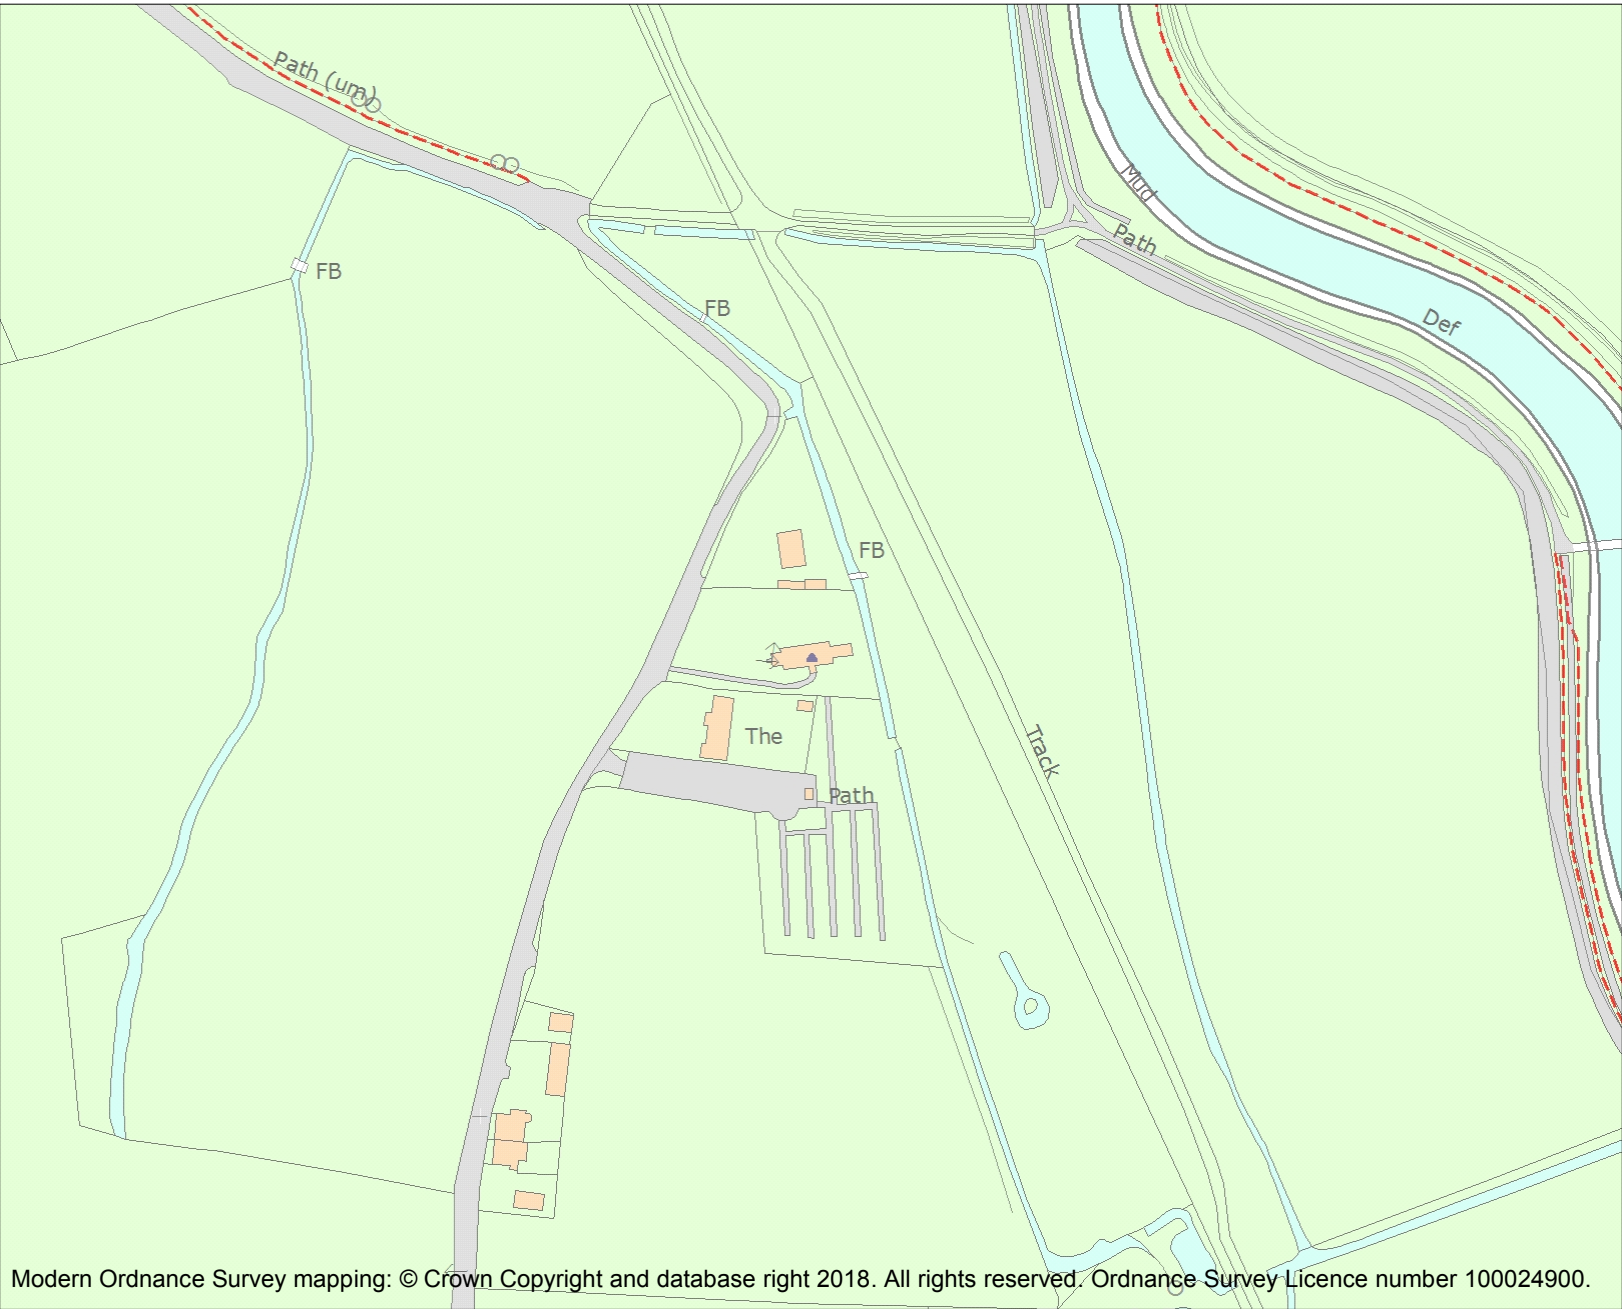 Path (um)
Mud
Path
FB
FB
Def
FB
The
Track
Path
Modern Ordnance Survey mapping: © Crown Copyright and database right 2018. All rights reserved. Ordnance Survey Licence number 100024900.